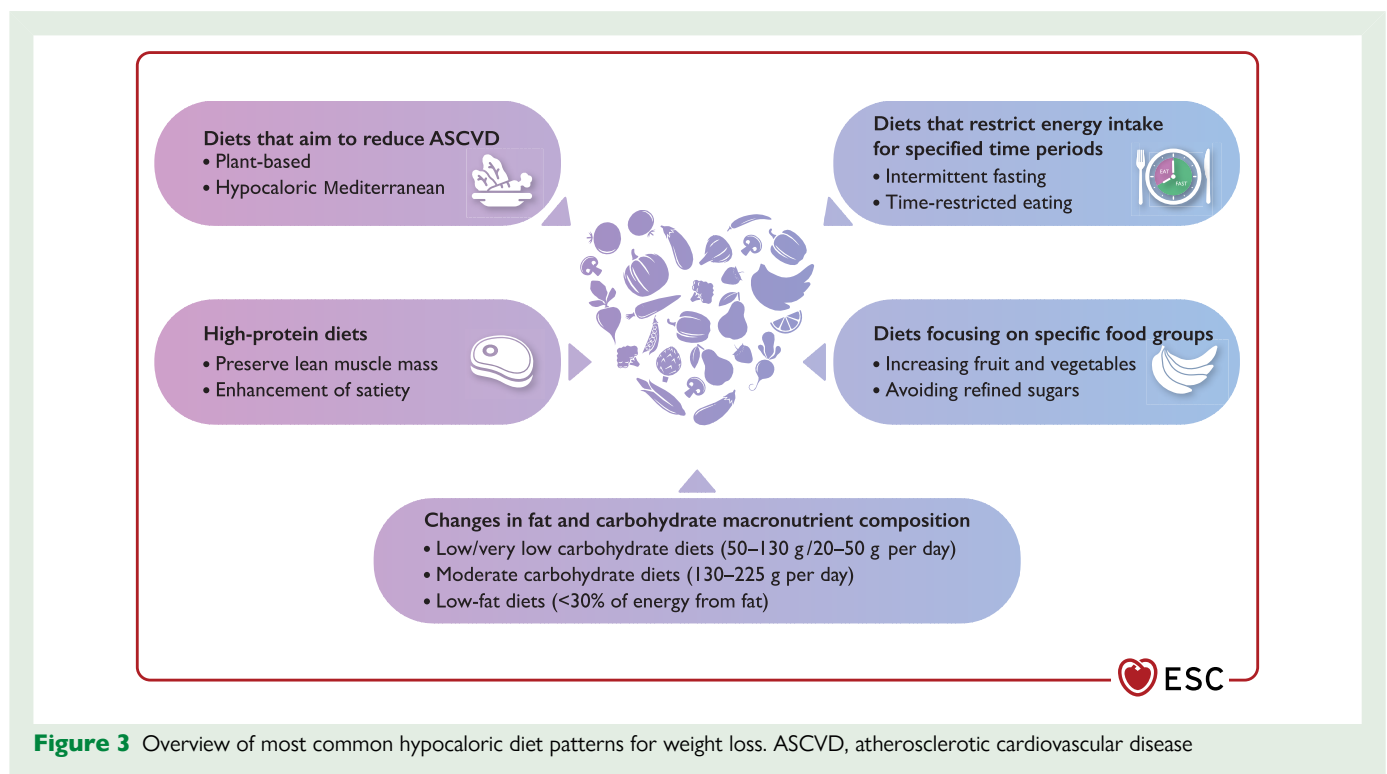 Diets that aim to reduce ASCVD
• Plant-based
• Hypocaloric Mediterranean
Diets that restrict energy intake
for specified time periods
• Intermittent fasting
• Time-restricted eating
EAT
FAST
High-protein diets
• Preserve lean muscle mass
• Enhancement of satiety
Diets focusing on specific food groups
• Increasing fruit and vegetables
• Avoiding refined sugars
Changes in fat and carbohydrate macronutrient composition
• Low/very low carbohydrate diets (50–130 g/20–50 g per day)
• Moderate carbohydrate diets (130–225 g per day)
• Low-fat diets (<30% of energy from fat)
ESC
Figure 3 Overview of most common hypocaloric diet patterns for weight loss. ASCVD, atherosclerotic cardiovascular disease